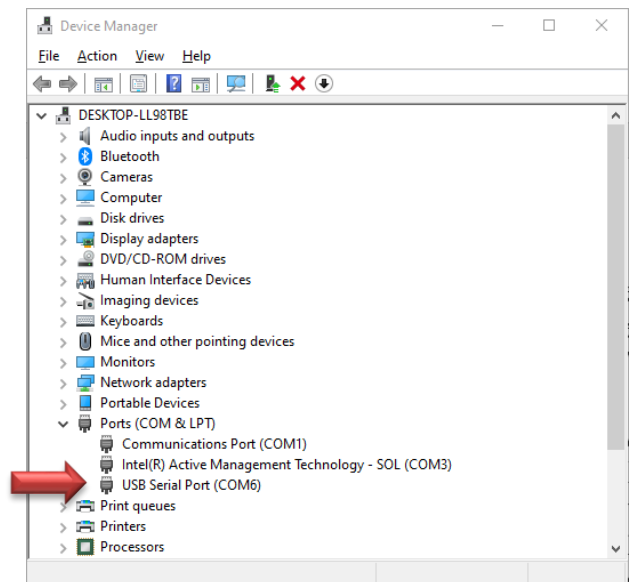 Device Manager
File Action View Help
DESKTOP-LL98TBE
Audio inputs and outputs
Bluetooth
Cameras
Computer
Disk drives
Display adapters
DVD/CD-ROM drives
Human Interface Devices
Imaging devices
Keyboards
Mice and other pointing devices
Monitors
Network adapters
Portable Devices
Ports (COM & LPT)
Communications Port (COM1)
Intel(R) Active Management Technology - SOL (COM3)
USB Serial Port (COM6)
Print queues
Printers
Processors